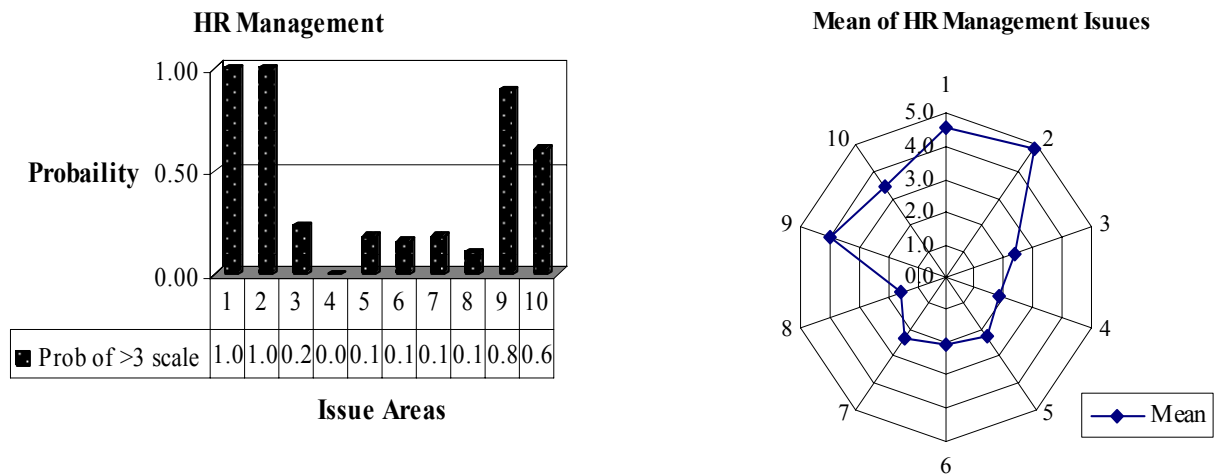 HR Management
1.00
Probaility 0.50
0.00
1 2 3 4 5 6 7 8 9 10
Prob of >3 scale 1.0 1.0 0.2 0.0 0.1 0.1 0.1 0.1 0.8 0.6
Issue Areas
Mean of HR Management Isuues
1
5.0
10 2
4.0
3.0
9 3
2.0
1.0
0.0
8 4
7 5
Mean
6